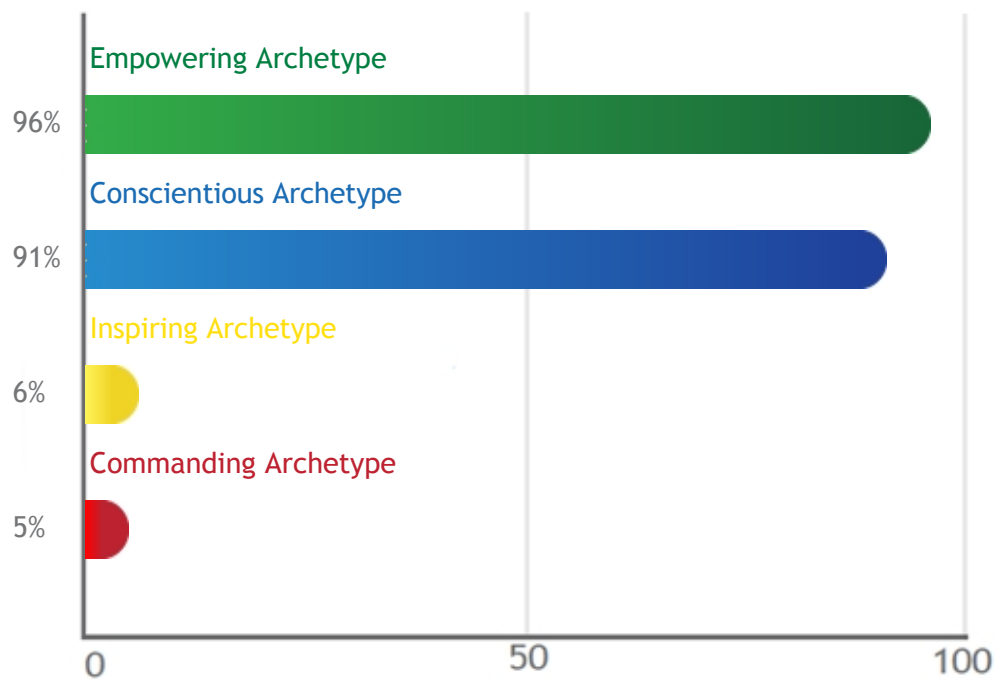 Empowering Archetype
96%
Conscientious Archetype
91%
Inspiring Archetype
6%
Commanding Archetype
5%
0 50 100